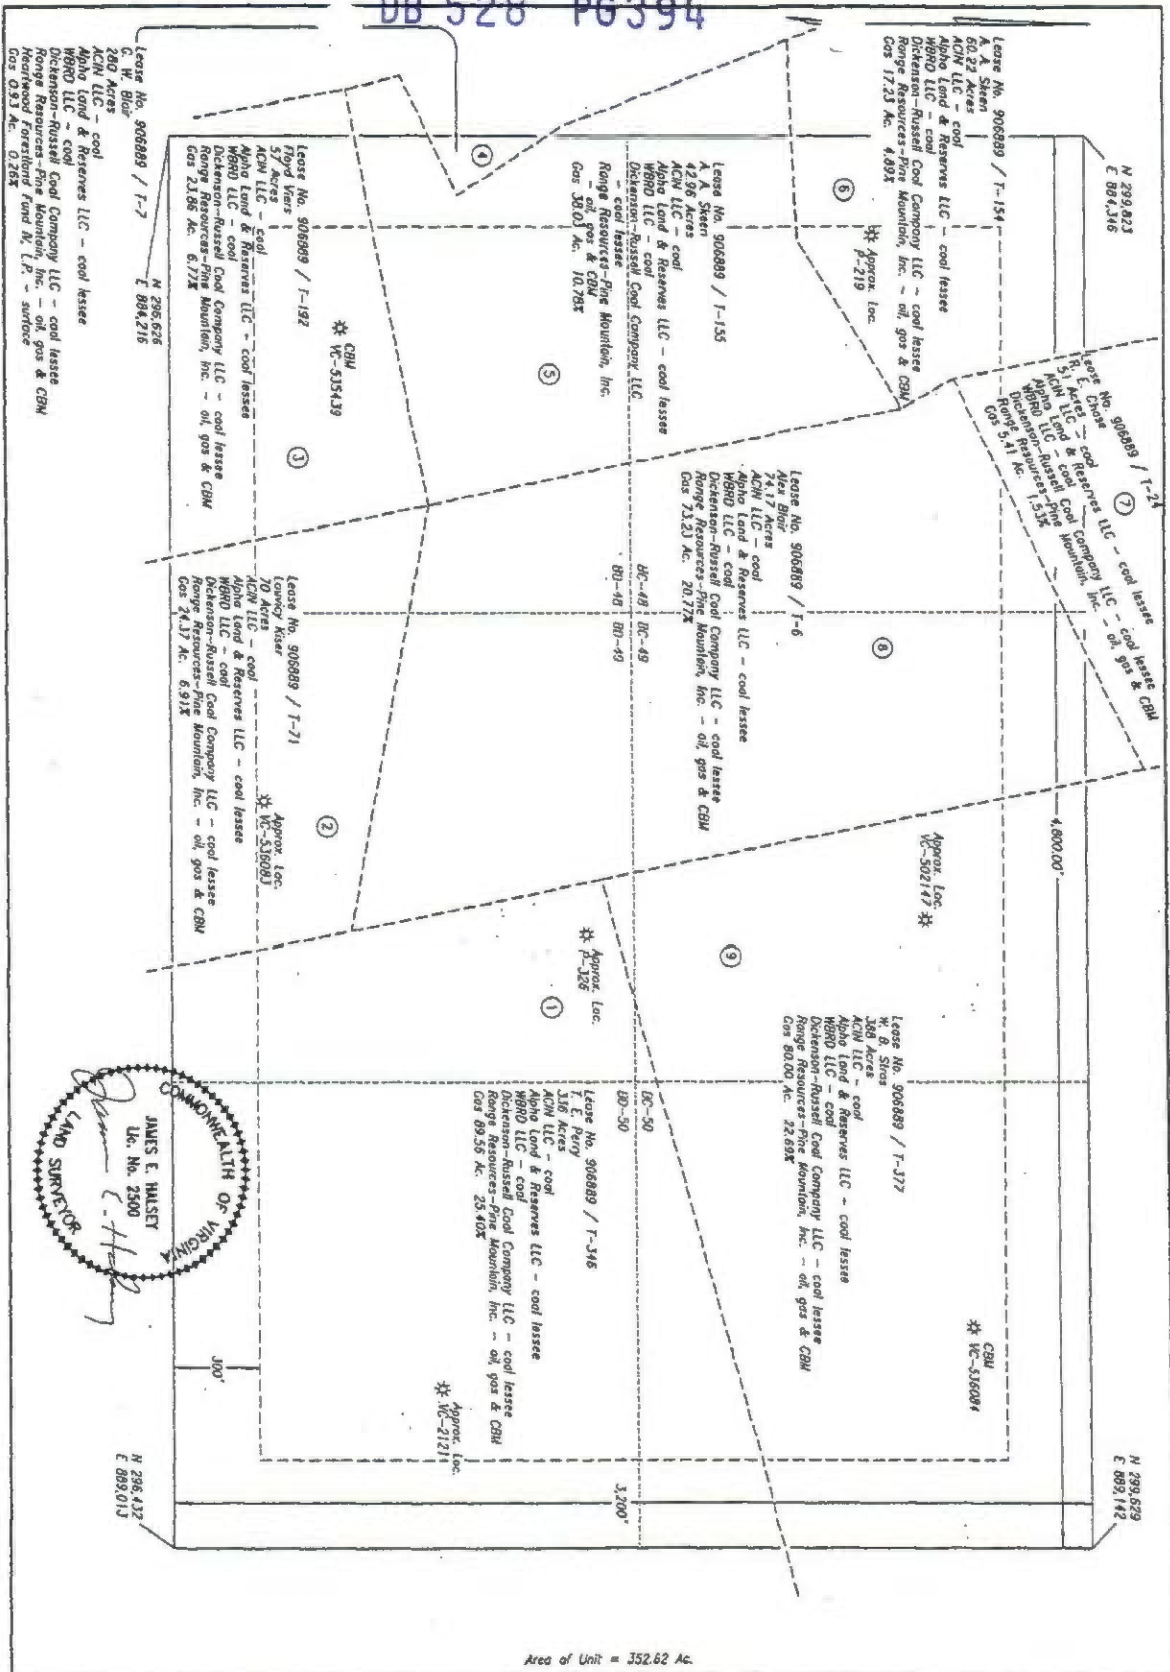 DB 528 PG 394
N 299,823
E 884,346
Lease No. 906889 / T-154
A. A. Skeen
60.22 Acres
ACIN LLC - coal
Alpha Land & Reserves LLC - coal lessee
WBRD LLC - coal
Dickenson-Russell Coal Company LLC - coal lessee
Range Resources-Pine Mountain, Inc. - oil, gas & CBM
Gas 17.23 Ac. 4.89%
6
Approx. Loc.
P-219
Lease No. 906889 / T-24
R. E. Chase
51 Acres
ACIN LLC - coal
Alpha Land & Reserves LLC - coal lessee
WBRD LLC - coal
Dickenson-Russell Coal Company LLC - coal lessee
Range Resources-Pine Mountain, Inc. - oil, gas & CBM
Gas 5.41 Ac. 1.53%
7
4,800.00'
N 299,629
E 889,142
CBM
VC-536084
Approx. Loc.
VC-502147
8
Lease No. 906889 / T-377
W. B. Stras
388 Acres
ACIN LLC - coal
Alpha Land & Reserves LLC - coal lessee
WBRD LLC - coal
Dickenson-Russell Coal Company LLC - coal lessee
Range Resources-Pine Mountain, Inc. - oil, gas & CBM
Gas 80.00 Ac. 22.69%
9
Lease No. 906889 / T-6
Alex Blair
74.17 Acres
ACIN LLC - coal
Alpha Land & Reserves LLC - coal lessee
WBRD LLC - coal
Dickenson-Russell Coal Company LLC - coal lessee
Range Resources-Pine Mountain, Inc. - oil, gas & CBM
Gas 73.23 Ac. 20.77%
Lease No. 906889 / T-155
A. A. Skeen
42.96 Acres
ACIN LLC - coal
Alpha Land & Reserves LLC - coal lessee
WBRD LLC - coal
Dickenson-Russell Coal Company LLC
- coal lessee
Range Resources-Pine Mountain, Inc.
- oil, gas & CBM
Gas 38.03 Ac. 10.78%
4
5
BC-48 BC-49
BD-48 BD-49
BC-50
BD-50
3,200'
Approx. Loc.
P-326
1
Lease No. 906889 / T-346
T. E. Perry
336 Acres
ACIN LLC - coal
Alpha Land & Reserves LLC - coal lessee
WBRD LLC - coal
Dickenson-Russell Coal Company LLC - coal lessee
Range Resources-Pine Mountain, Inc. - oil, gas & CBM
Gas 89.56 Ac. 25.40%
Approx. Loc.
VC-21211
CBM
VC-535439
3
Lease No. 906889 / T-192
Floyd Viers
57 Acres
ACIN LLC - coal
Alpha Land & Reserves LLC - coal lessee
WBRD LLC - coal
Dickenson-Russell Coal Company LLC - coal lessee
Range Resources-Pine Mountain, Inc. - oil, gas & CBM
Gas 23.86 Ac. 6.77%
2
Approx. Loc.
VC-536083
Lease No. 906889 / T-71
Louvicy Kiser
70 Acres
ACIN LLC - coal
Alpha Land & Reserves LLC - coal lessee
WBRD LLC - coal
Dickenson-Russell Coal Company LLC - coal lessee
Range Resources-Pine Mountain, Inc. - oil, gas & CBM
Gas 24.37 Ac. 6.91%
300'
N 296,626
E 884,216
N 296,432
E 889,013
Lease No. 906889 / T-7
G. W. Blair
280 Acres
ACIN LLC - coal
Alpha Land & Reserves LLC - coal lessee
WBRD LLC - coal
Dickenson-Russell Coal Company LLC - coal lessee
Range Resources-Pine Mountain, Inc. - oil, gas & CBM
Heartwood Forestland Fund IV, L.P. - surface
Gas 0.93 Ac. 0.26%
COMMONWEALTH OF VIRGINIA
JAMES E. HALSEY
Lic. No. 2500
LAND SURVEYOR
Area of Unit = 352.62 Ac.